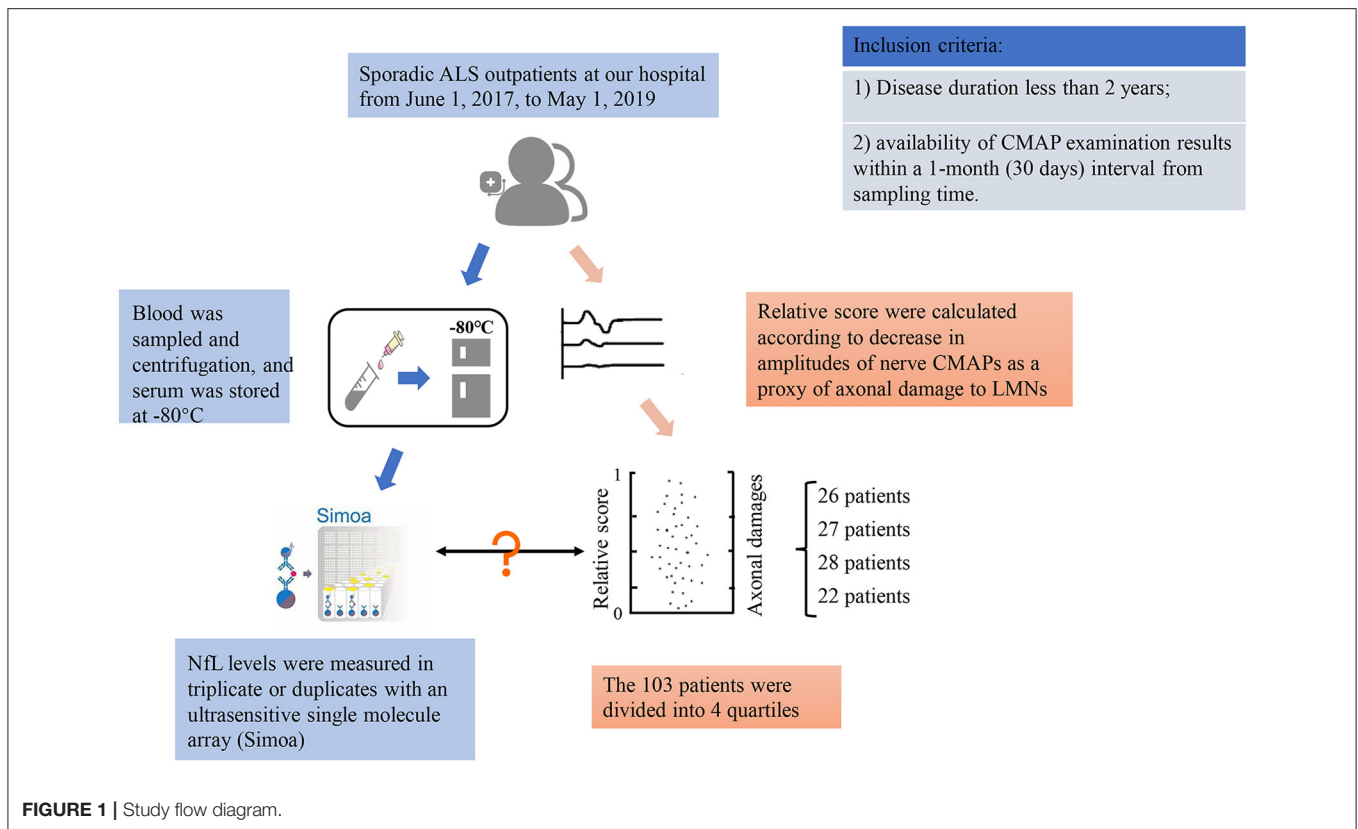 Sporadic ALS outpatients at our hospital
from June 1, 2017, to May 1, 2019
Inclusion criteria:
1) Disease duration less than 2 years;
2) availability of CMAP examination results
within a 1-month (30 days) interval from
sampling time.
Blood was
sampled and
centrifugation, and
serum was stored
at -80°C
-80°C
Relative score were calculated
according to decrease in
amplitudes of nerve CMAPs as a
proxy of axonal damage to LMNs
Simoa
?
Relative score
1
0
Axonal damages
26 patients
27 patients
28 patients
22 patients
NfL levels were measured in
triplicate or duplicates with an
ultrasensitive single molecule
array (Simoa)
The 103 patients were
divided into 4 quartiles
FIGURE 1 | Study flow diagram.